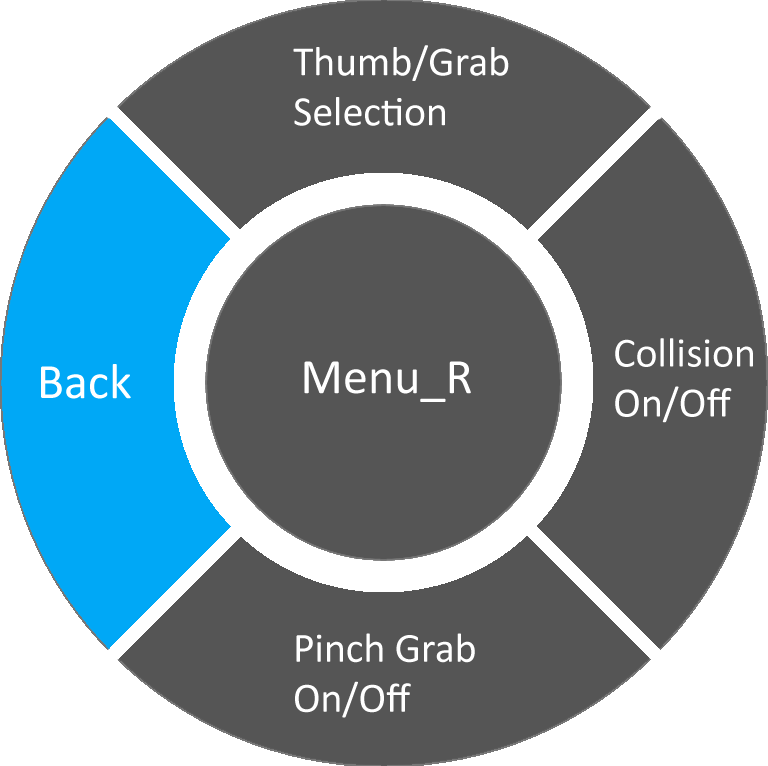 Thumb/Grab
Selection
Back
Menu_R
Collision
On/Off
Pinch Grab
On/Off